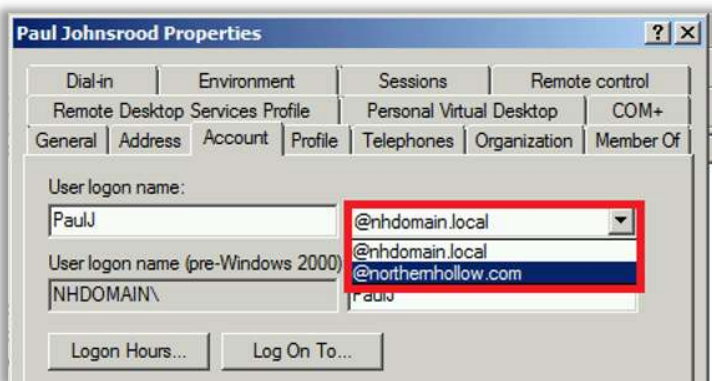 Paul Johnsrood Properties
Dial-in Environment Sessions Remote control
Remote Desktop Services Profile Personal Virtual Desktop COM+
General Address Account Profile Telephones Organization Member Of
User logon name:
PaulJ @nhdomain.local
@nhdomain.local
User logon name (pre-Windows 2000) @northernhollow.com
NHDOMAIN\ PaulJ
Logon Hours... Log On To...